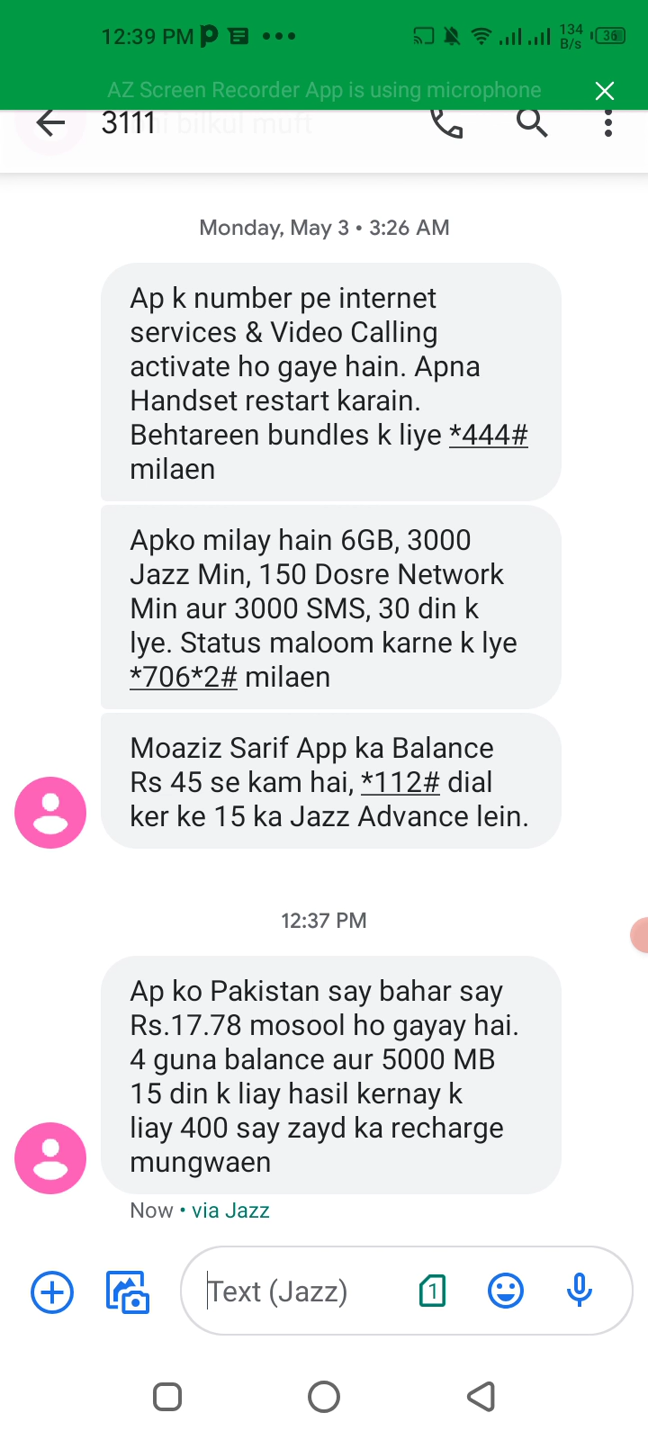 12:39 PM
134 B/s
36
AZ Screen Recorder App is using microphone
3111
bilkul muft
Monday, May 3 • 3:26 AM
Ap k number pe internet
services & Video Calling
activate ho gaye hain. Apna
Handset restart karain.
Behtareen bundles k liye *444#
milaen
Apko milay hain 6GB, 3000
Jazz Min, 150 Dosre Network
Min aur 3000 SMS, 30 din k
lye. Status maloom karne k lye
*706*2# milaen
Moaziz Sarif App ka Balance
Rs 45 se kam hai, *112# dial
ker ke 15 ka Jazz Advance lein.
12:37 PM
Ap ko Pakistan say bahar say
Rs.17.78 mosool ho gayay hai.
4 guna balance aur 5000 MB
15 din k liay hasil kernay k
liay 400 say zayd ka recharge
mungwaen
Now • via Jazz
Text (Jazz)
1